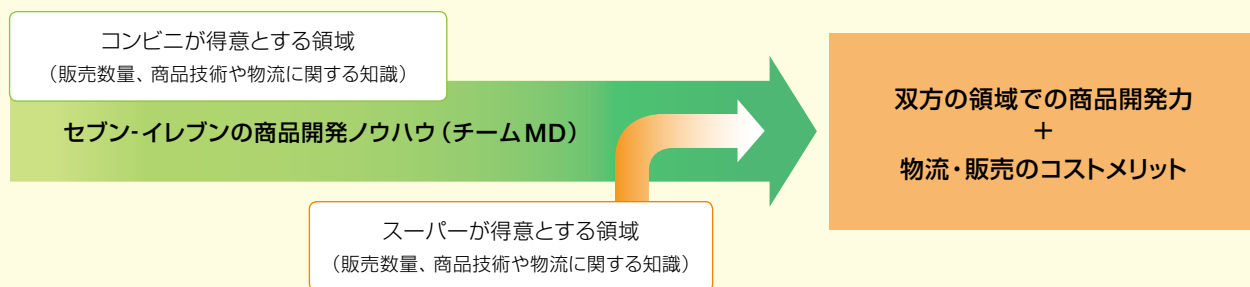 コンビニが得意とする領域
（販売数量、商品技術や物流に関する知識）
セブン‐イレブンの商品開発ノウハウ（チームMD）
スーパーが得意とする領域
（販売数量、商品技術や物流に関する知識）
双方の領域での商品開発力
＋
物流・販売のコストメリット